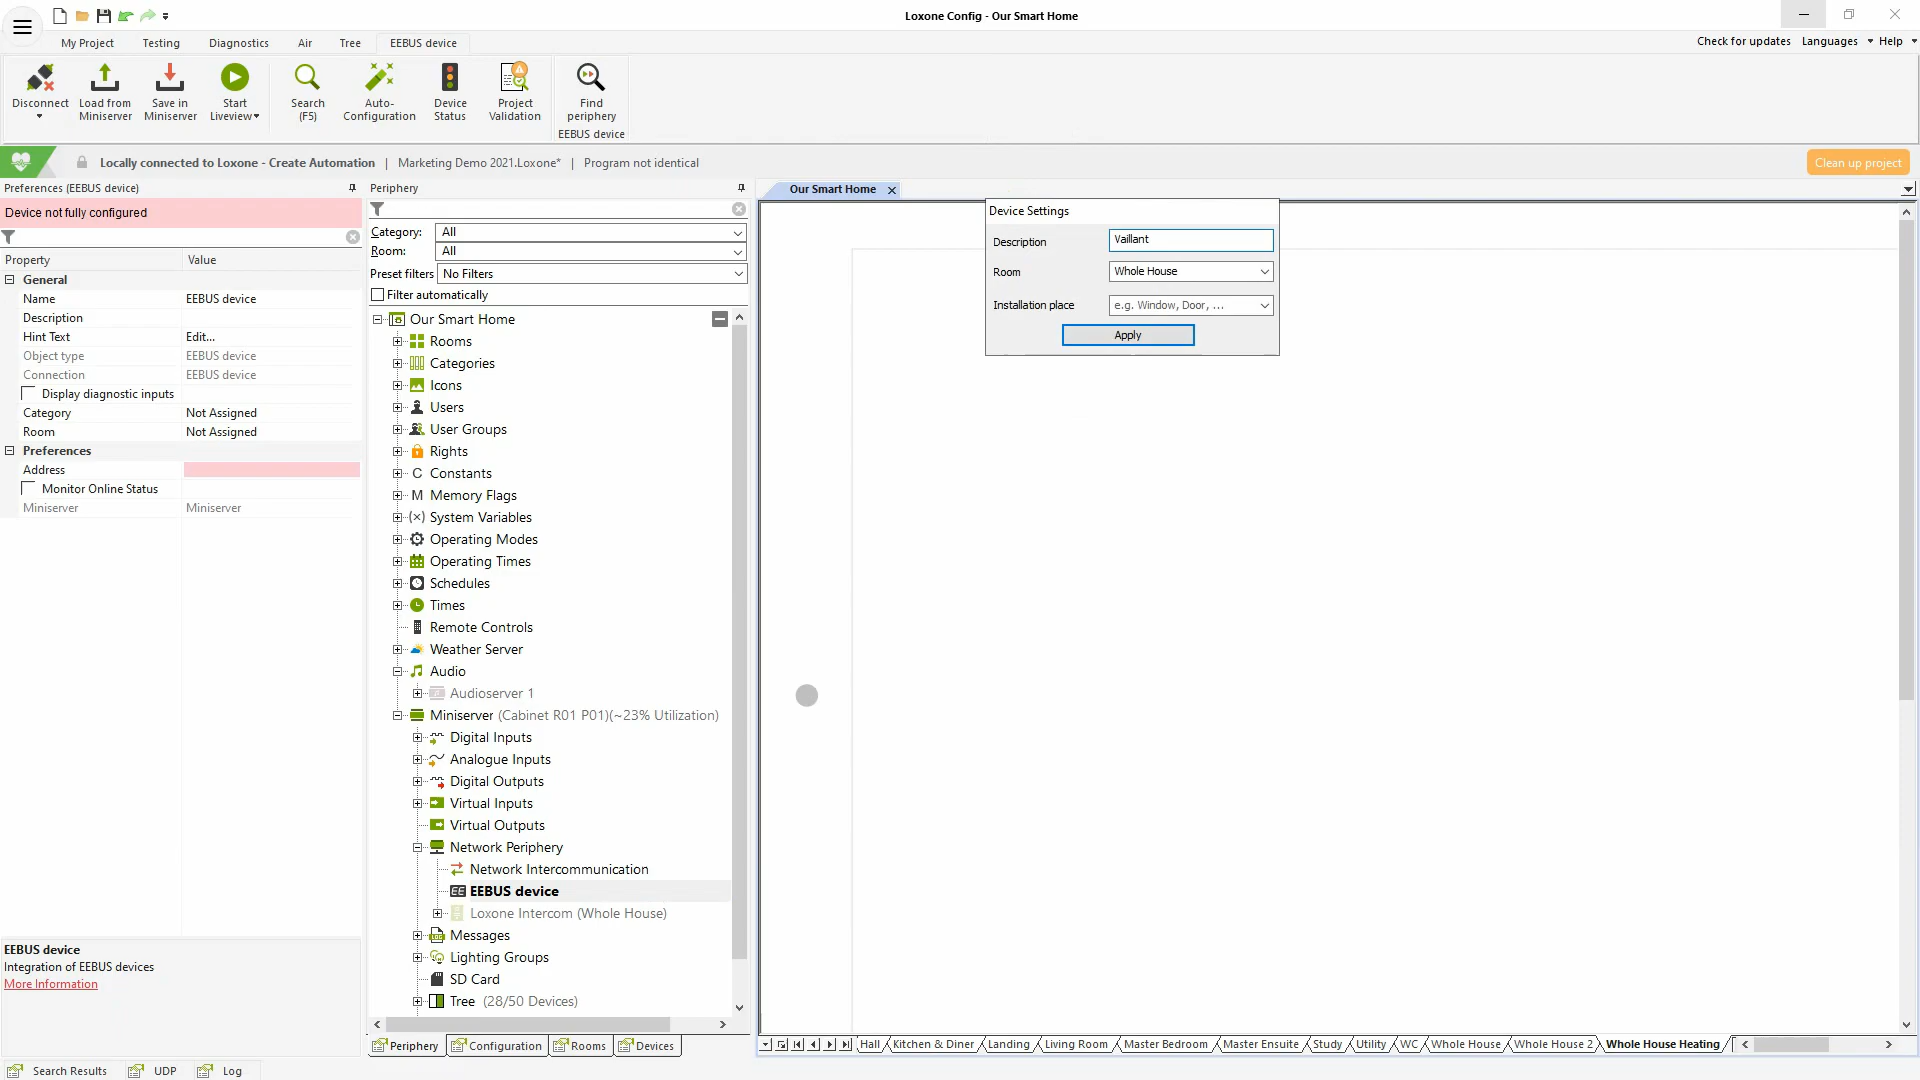 Loxone Config - Our Smart Home
My Project
Testing
Diagnostics
Air
Tree
EEBUS device
Check for updates
Languages
Help
Disconnect
Load from
Miniserver
Save in
Miniserver
Start
Liveview
Search
(F5)
Auto-
Configuration
Device
Status
Project
Validation
Find
periphery
EEBUS device
Locally connected to Loxone - Create Automation | Marketing Demo 2021.Loxone* | Program not identical
Clean up project
Preferences (EEBUS device)
Device not fully configured
Property Value
General
Name EEBUS device
Description
Hint Text Edit...
Object type EEBUS device
Connection EEBUS device
Display diagnostic inputs
Category Not Assigned
Room Not Assigned
Preferences
Address
Monitor Online Status
Miniserver Miniserver
EEBUS device
Integration of EEBUS devices
More Information
Periphery
Category: All
Room: All
Preset filters No Filters
Filter automatically
Our Smart Home
Rooms
Categories
Icons
Users
User Groups
Rights
C Constants
M Memory Flags
(×) System Variables
Operating Modes
Operating Times
Schedules
Times
Remote Controls
Weather Server
Audio
Audioserver 1
Miniserver (Cabinet R01 P01)(~23% Utilization)
Digital Inputs
Analogue Inputs
Digital Outputs
Virtual Inputs
Virtual Outputs
Network Periphery
Network Intercommunication
EE EEBUS device
Loxone Intercom (Whole House)
Messages
Lighting Groups
SD Card
Tree (28/50 Devices)
Periphery
Configuration
Rooms
Devices
Our Smart Home
Device Settings
Description Vaillant
Room Whole House
Installation place e.g. Window, Door, ...
Apply
Hall
Kitchen & Diner
Landing
Living Room
Master Bedroom
Master Ensuite
Study
Utility
WC
Whole House
Whole House 2
Whole House Heating
Search Results
UDP
Log